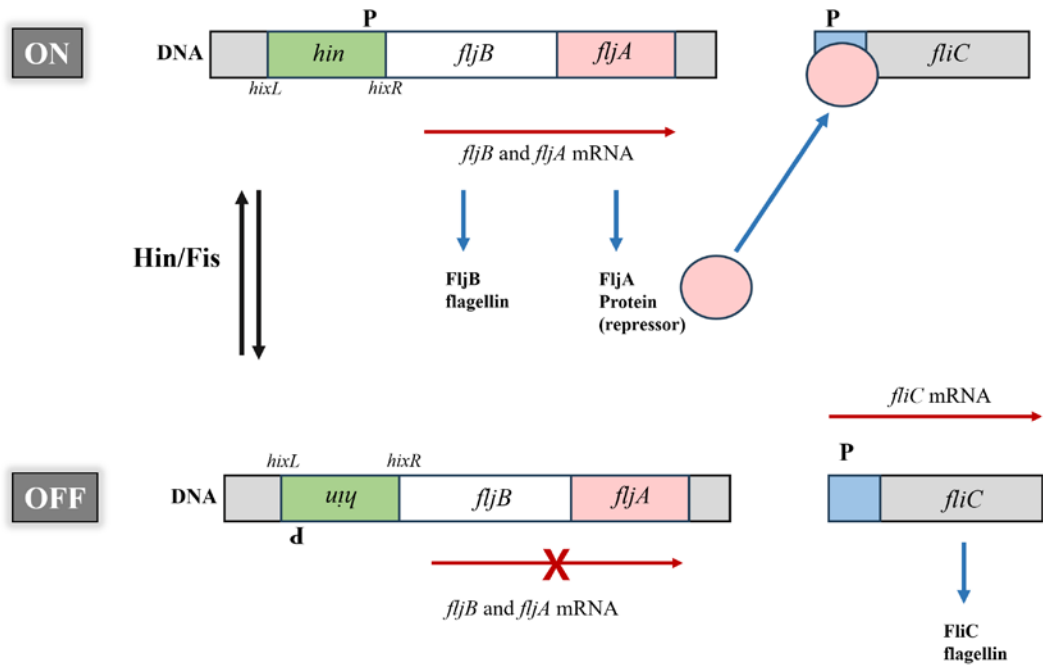 P
P
ON
DNA
hin
fljB
fljA
fliC
hixL
hixR
fljB and fljA mRNA
Hin/Fis
FljB
flagellin
FljA
Protein
(repressor)
fliC mRNA
P
hixL
hixR
OFF
DNA
hin
fljB
fljA
fliC
P
X
fljB and fljA mRNA
FliC
flagellin